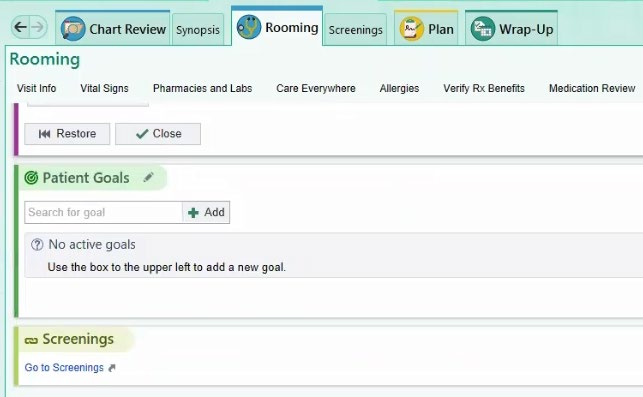 Chart Review Synopsis Rooming Screenings Plan Wrap-Up
Rooming
Visit Info Vital Signs Pharmacies and Labs Care Everywhere Allergies Verify Rx Benefits Medication Review
Restore Close
Patient Goals
Search for goal Add
No active goals
Use the box to the upper left to add a new goal.
Screenings
Go to Screenings